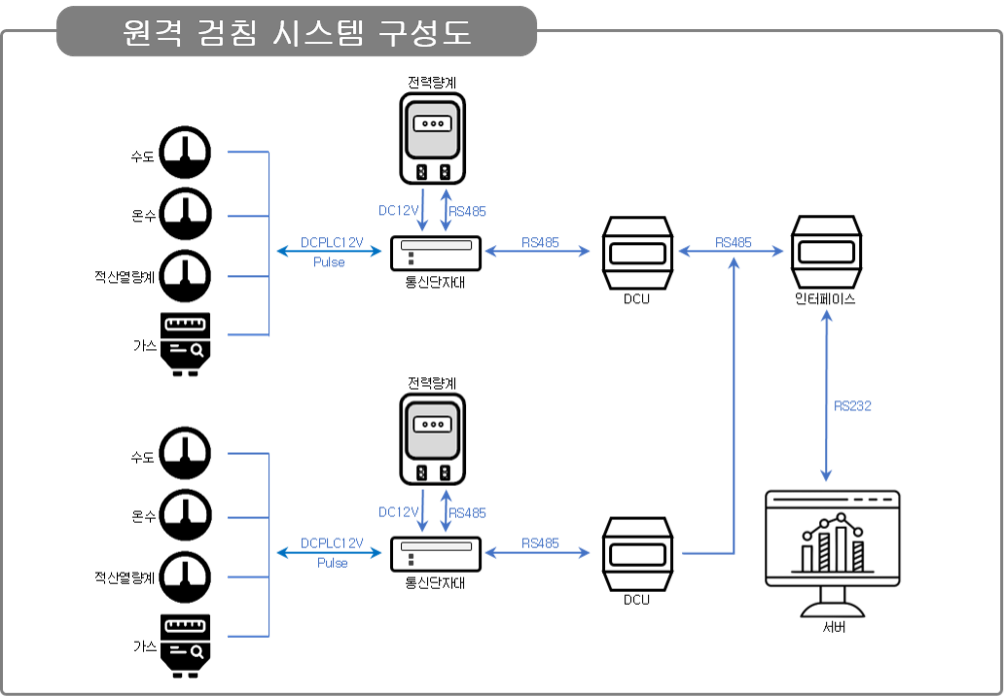 원격 검침 시스템 구성도
전력량계
수도
온수
적산열량계
가스
DC12V
RS485
DCPLC12V
Pulse
통신단자대
RS485
DCU
RS485
인터페이스
RS232
전력량계
수도
온수
적산열량계
가스
DC12V
RS485
DCPLC12V
Pulse
통신단자대
RS485
DCU
서버